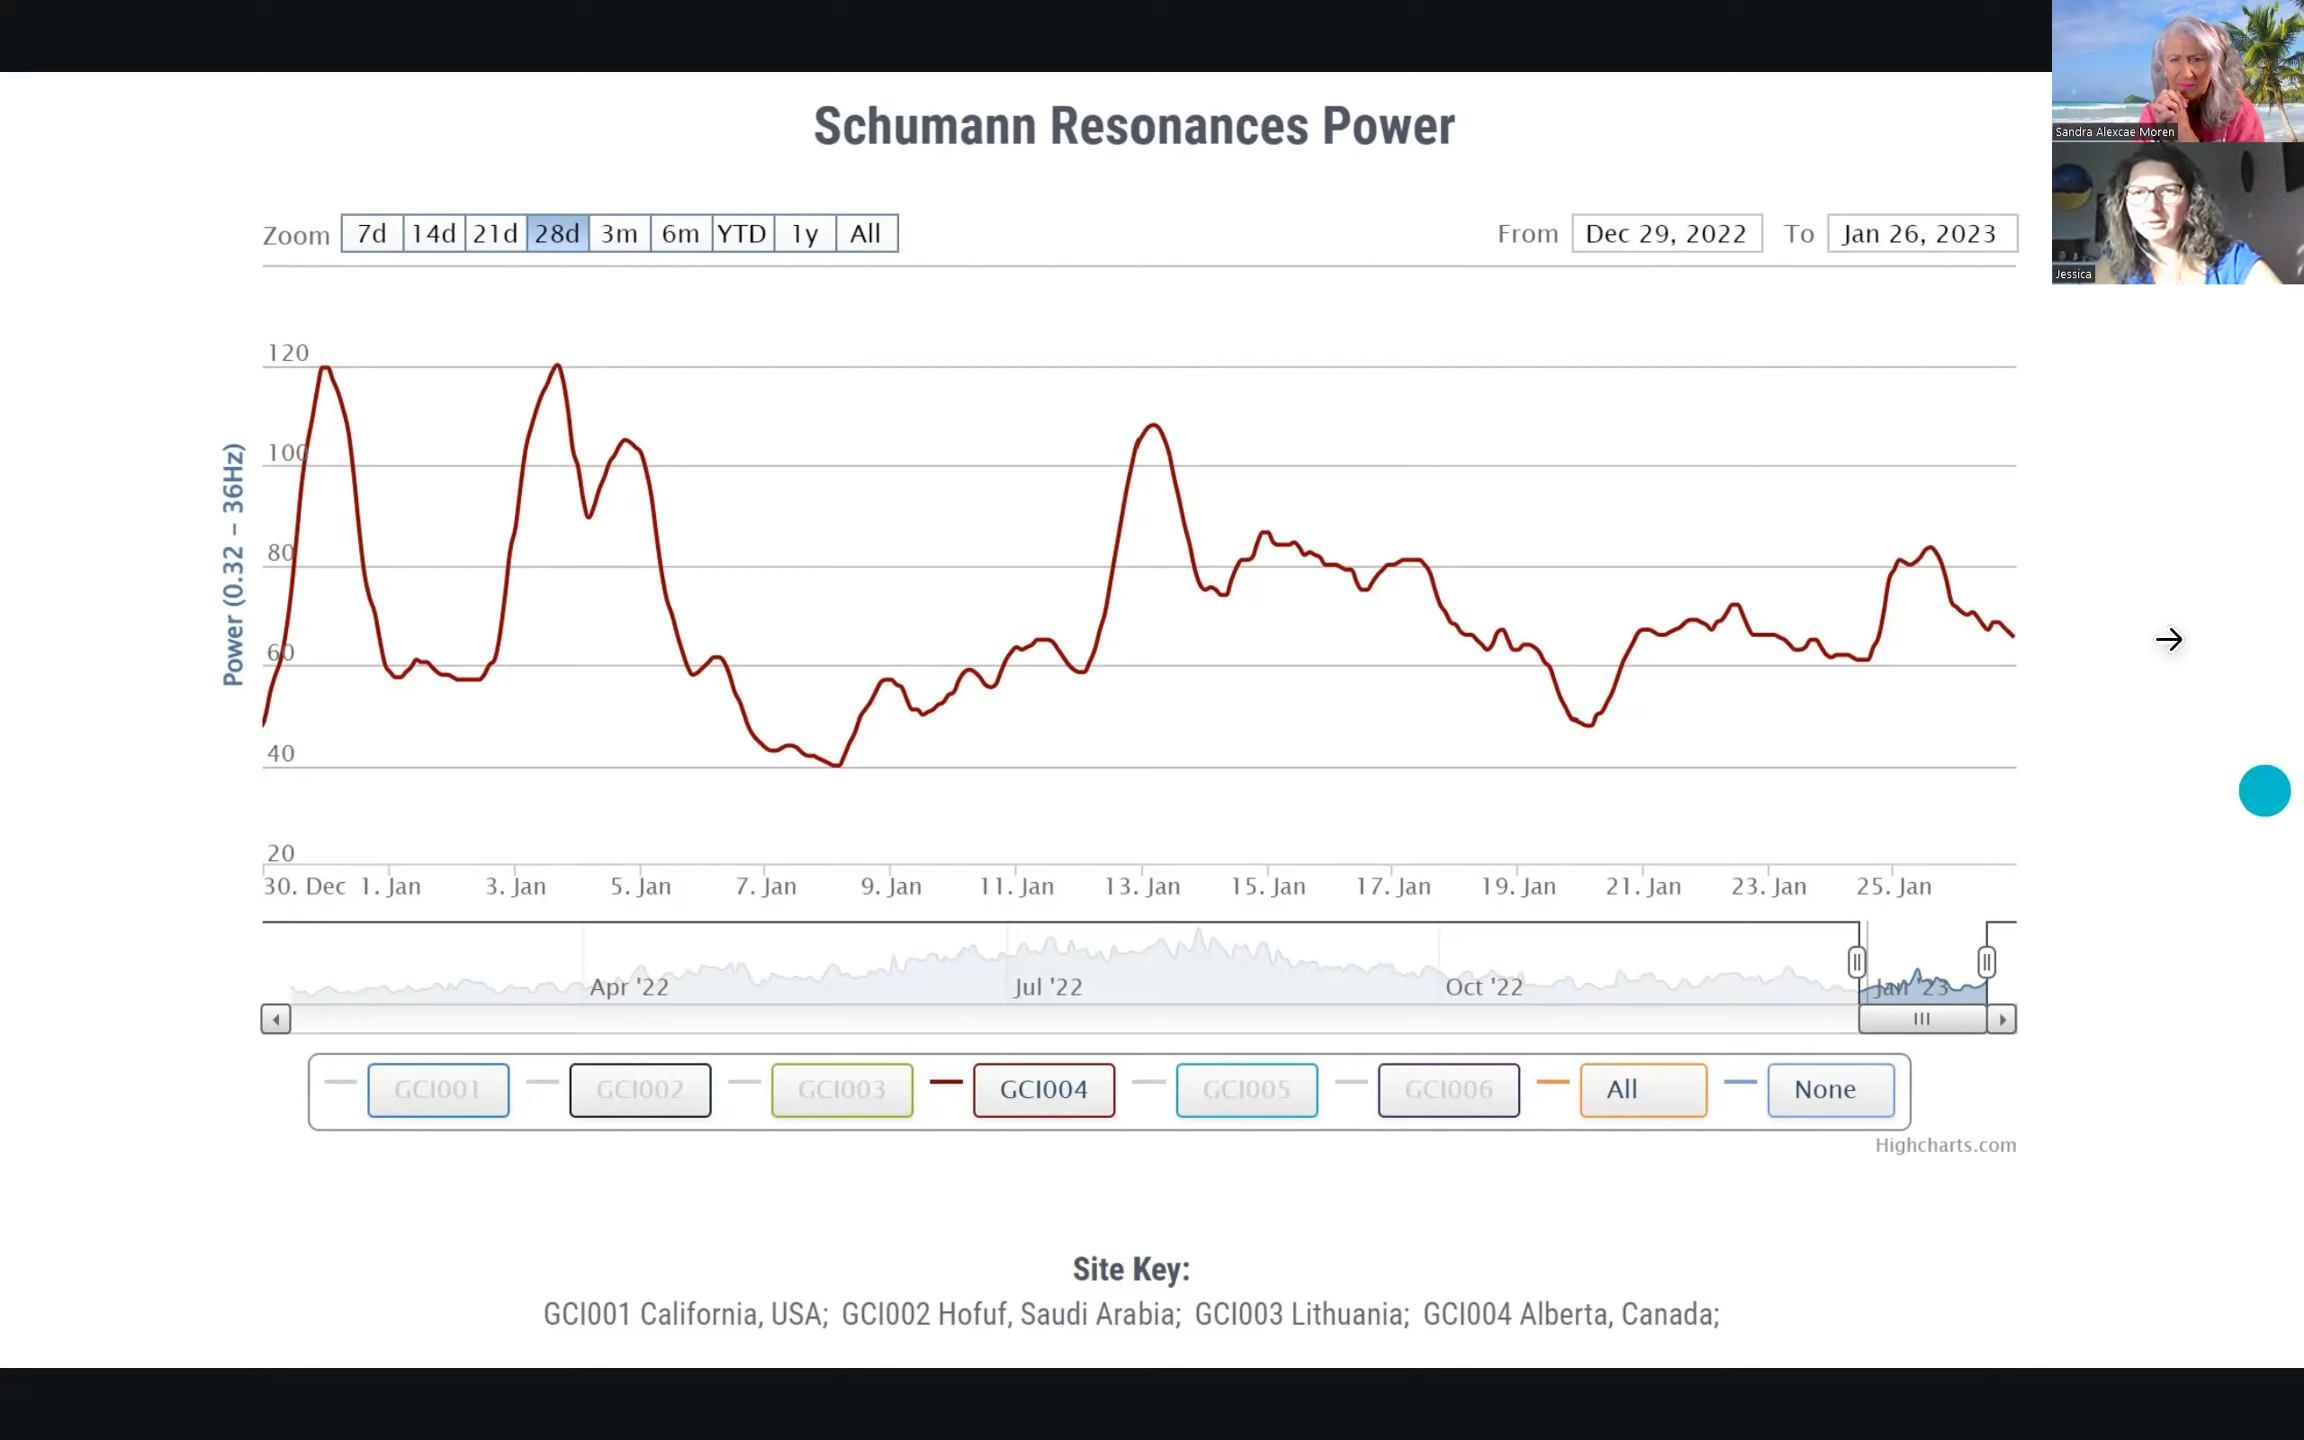 Schumann Resonances Power
Sandra Alexcae Moren
Jessica
Zoom 7d 14d 21d 28d 3m 6m YTD 1y All From Dec 29, 2022 To Jan 26, 2023
Power (0.32 – 36Hz)
120
100
80
60
40
20
30. Dec 1. Jan 3. Jan 5. Jan 7. Jan 9. Jan 11. Jan 13. Jan 15. Jan 17. Jan 19. Jan 21. Jan 23. Jan 25. Jan
Apr '22 Jul '22 Oct '22 Jan '23
GCI001 GCI002 GCI003 GCI004 GCI005 GCI006 All None
Highcharts.com
Site Key:
GCI001 California, USA; GCI002 Hofuf, Saudi Arabia; GCI003 Lithuania; GCI004 Alberta, Canada;